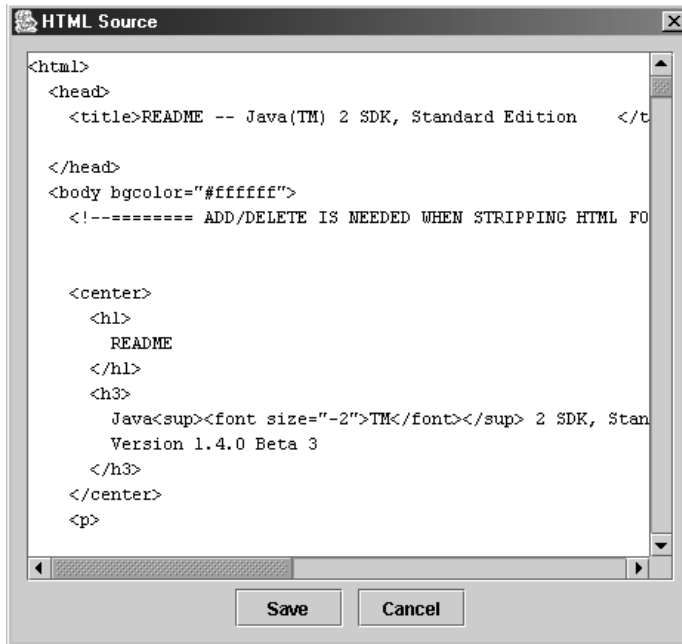 HTML Source
<html>
<head>
<title>README -- Java(TM) 2 SDK, Standard Edition </t
</head>
<body bgcolor="#ffffff">
<!--======== ADD/DELETE IS NEEDED WHEN STRIPPING HTML FO
<center>
<h1>
README
</h1>
<h3>
Java<sup><font size="-2">TM</font></sup> 2 SDK, Stan
Version 1.4.0 Beta 3
</h3>
</center>
<p>
Save Cancel